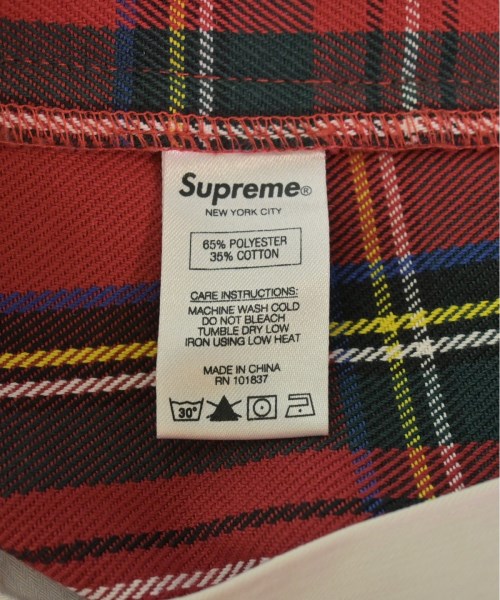 Supreme®
NEW YORK CITY
65% POLYESTER
35% COTTON
CARE INSTRUCTIONS:
MACHINE WASH COLD
DO NOT BLEACH
TUMBLE DRY LOW
IRON USING LOW HEAT
MADE IN CHINA
RN 101837
30°